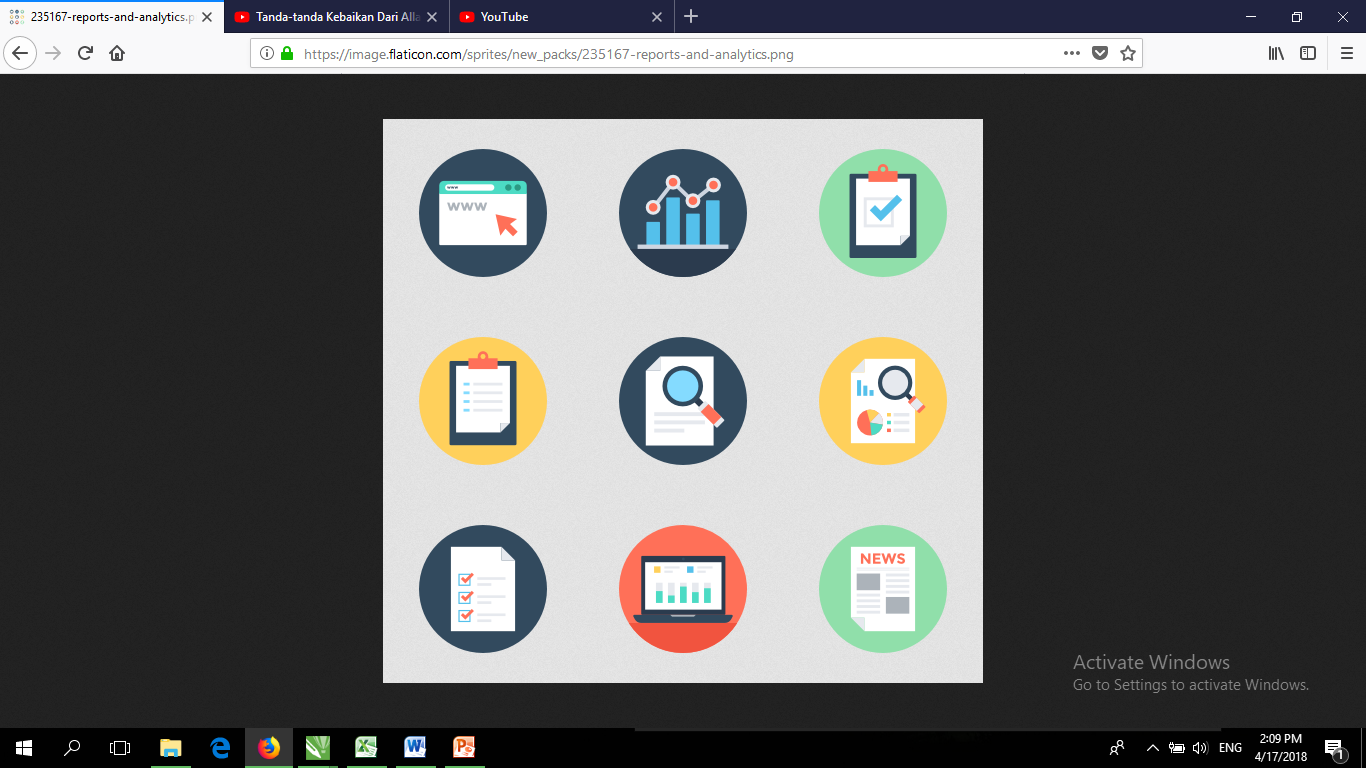 235167-reports-and-analytics.p
Tanda-tanda Kebaikan Dari Alla
YouTube
https://image.flaticon.com/sprites/new_packs/235167-reports-and-analytics.png
www
WWW
NEWS
Activate Windows
Go to Settings to activate Windows.
ENG
2:09 PM
4/17/2018
1